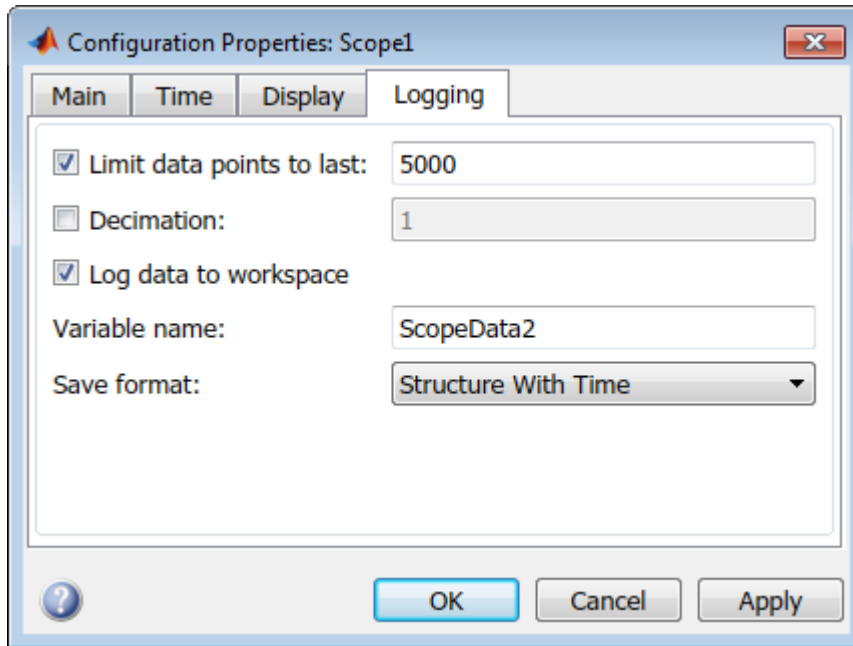 Configuration Properties: Scope1
Main Time Display Logging
Limit data points to last: 5000
Decimation: 1
Log data to workspace
Variable name: ScopeData2
Save format: Structure With Time
? OK Cancel Apply